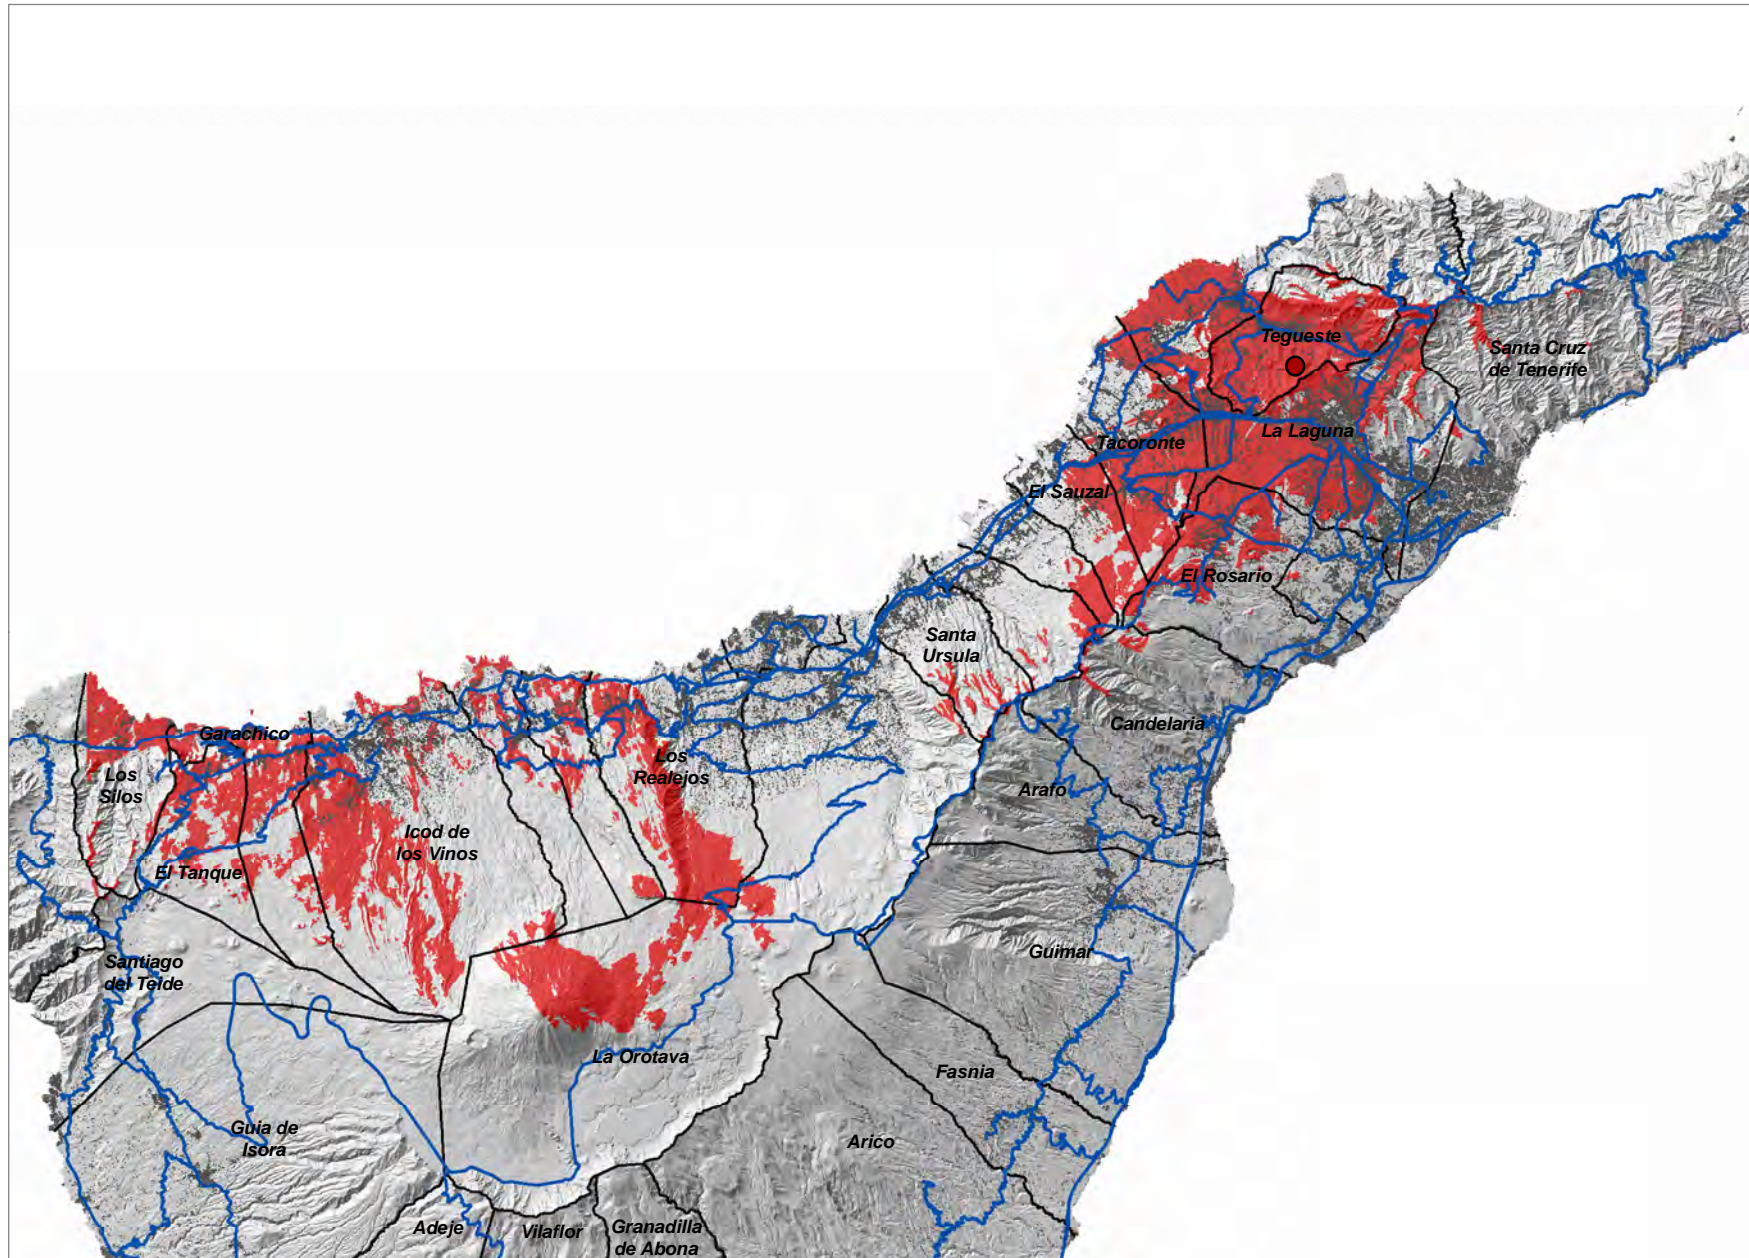 Tegueste
Santa Cruz
de Tenerife
La Laguna
Tacoronte
El Sauzal
El Rosario
Santa
Ursula
Candelaria
Garachico
Los
Realejos
Los
Silos
Arafo
Icod de
los Vinos
El Tanque
Guimar
Santiago
del Teide
La Orotava
Fasnia
Guia de
Isora
Arico
Adeje
Vilaflor
Granadilla
de Abona